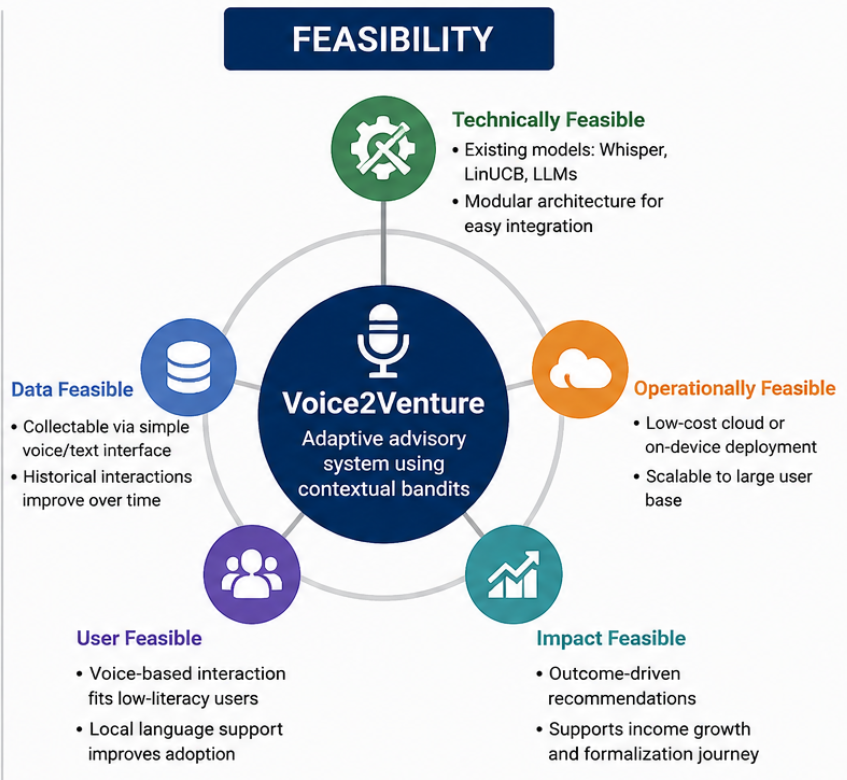 FEASIBILITY
Technically Feasible
• Existing models: Whisper,
LinUCB, LLMs
• Modular architecture for
easy integration
Data Feasible
• Collectable via simple
voice/text interface
• Historical interactions
improve over time
Voice2Venture
Adaptive advisory
system using
contextual bandits
Operationally Feasible
• Low-cost cloud or
on-device deployment
• Scalable to large user
base
User Feasible
• Voice-based interaction
fits low-literacy users
• Local language support
improves adoption
Impact Feasible
• Outcome-driven
recommendations
• Supports income growth
and formalization journey